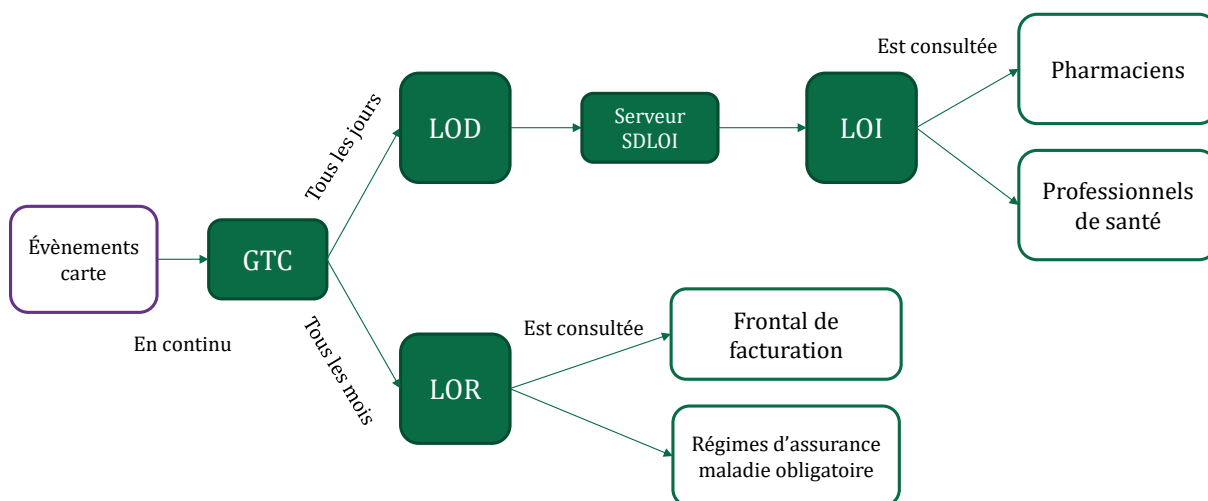 Évènements
carte
En continu
GTC
Tous les jours
LOD
Serveur
SDLOI
LOI
Est consultée
Pharmaciens
Professionnels
de santé
Tous les mois
LOR
Est consultée
Frontal de
facturation
Régimes d’assurance
maladie obligatoire